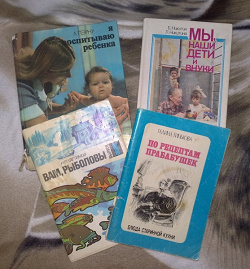 я
воспитываю
ребенка
МЫ,
НАШИ
ДЕТИ
И
ВНУКИ
ВАМ, РЫБОЛОВЫ
ПО РЕЦЕПТАМ
ПРАБАБУШЕК
БЛЮДА СТАРИННОЙ КУХНИ